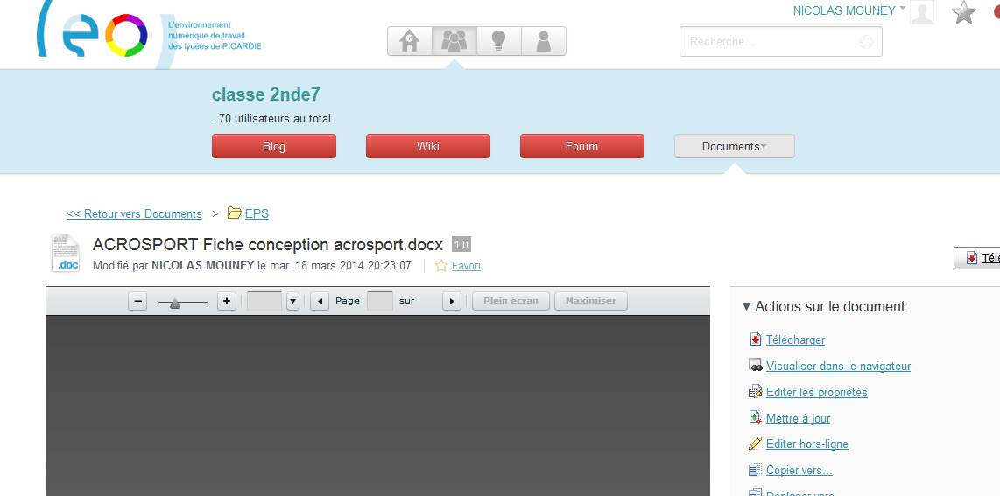 L'environnement
numérique de travail
des lycées de PICARDIE
NICOLAS MOUNEY
Recherche...
classe 2nde7
. 70 utilisateurs au total.
Blog
Wiki
Forum
Documents
<< Retour vers Documents > EPS
.doc
ACROSPORT Fiche conception acrosport.docx 1.0
Modifié par NICOLAS MOUNEY le mar. 18 mars 2014 20:23:07 Favori
Page sur
Plein écran
Maximiser
Actions sur le document
Télécharger
Visualiser dans le navigateur
Editer les propriétés
Mettre à jour
Editer hors-ligne
Copier vers...